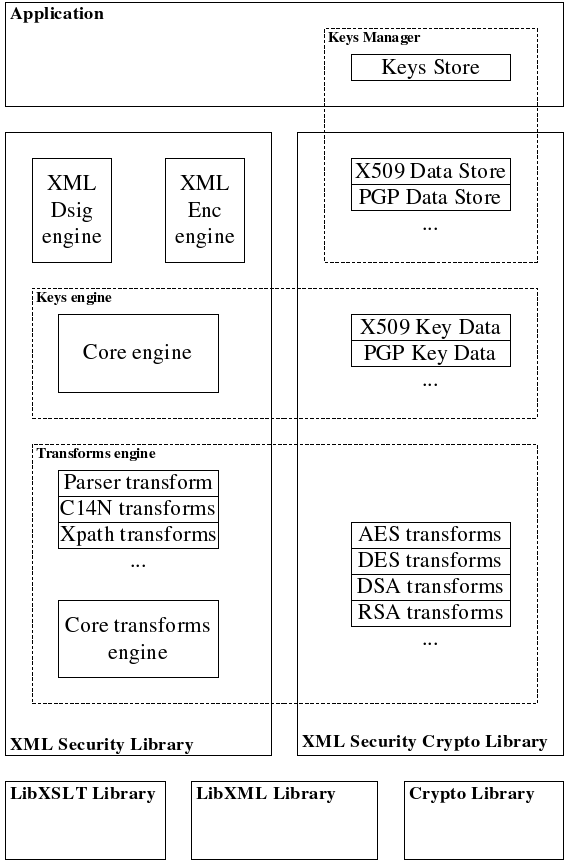 Application
Keys Manager
Keys Store
XML
Dsig
engine
XML
Enc
engine
X509 Data Store
PGP Data Store
...
Keys engine
Core engine
X509 Key Data
PGP Key Data
...
Transforms engine
Parser transform
C14N transforms
Xpath transforms
...
Core transforms
engine
AES transforms
DES transforms
DSA transforms
RSA transforms
...
XML Security Library
XML Security Crypto Library
LibXSLT Library
LibXML Library
Crypto Library